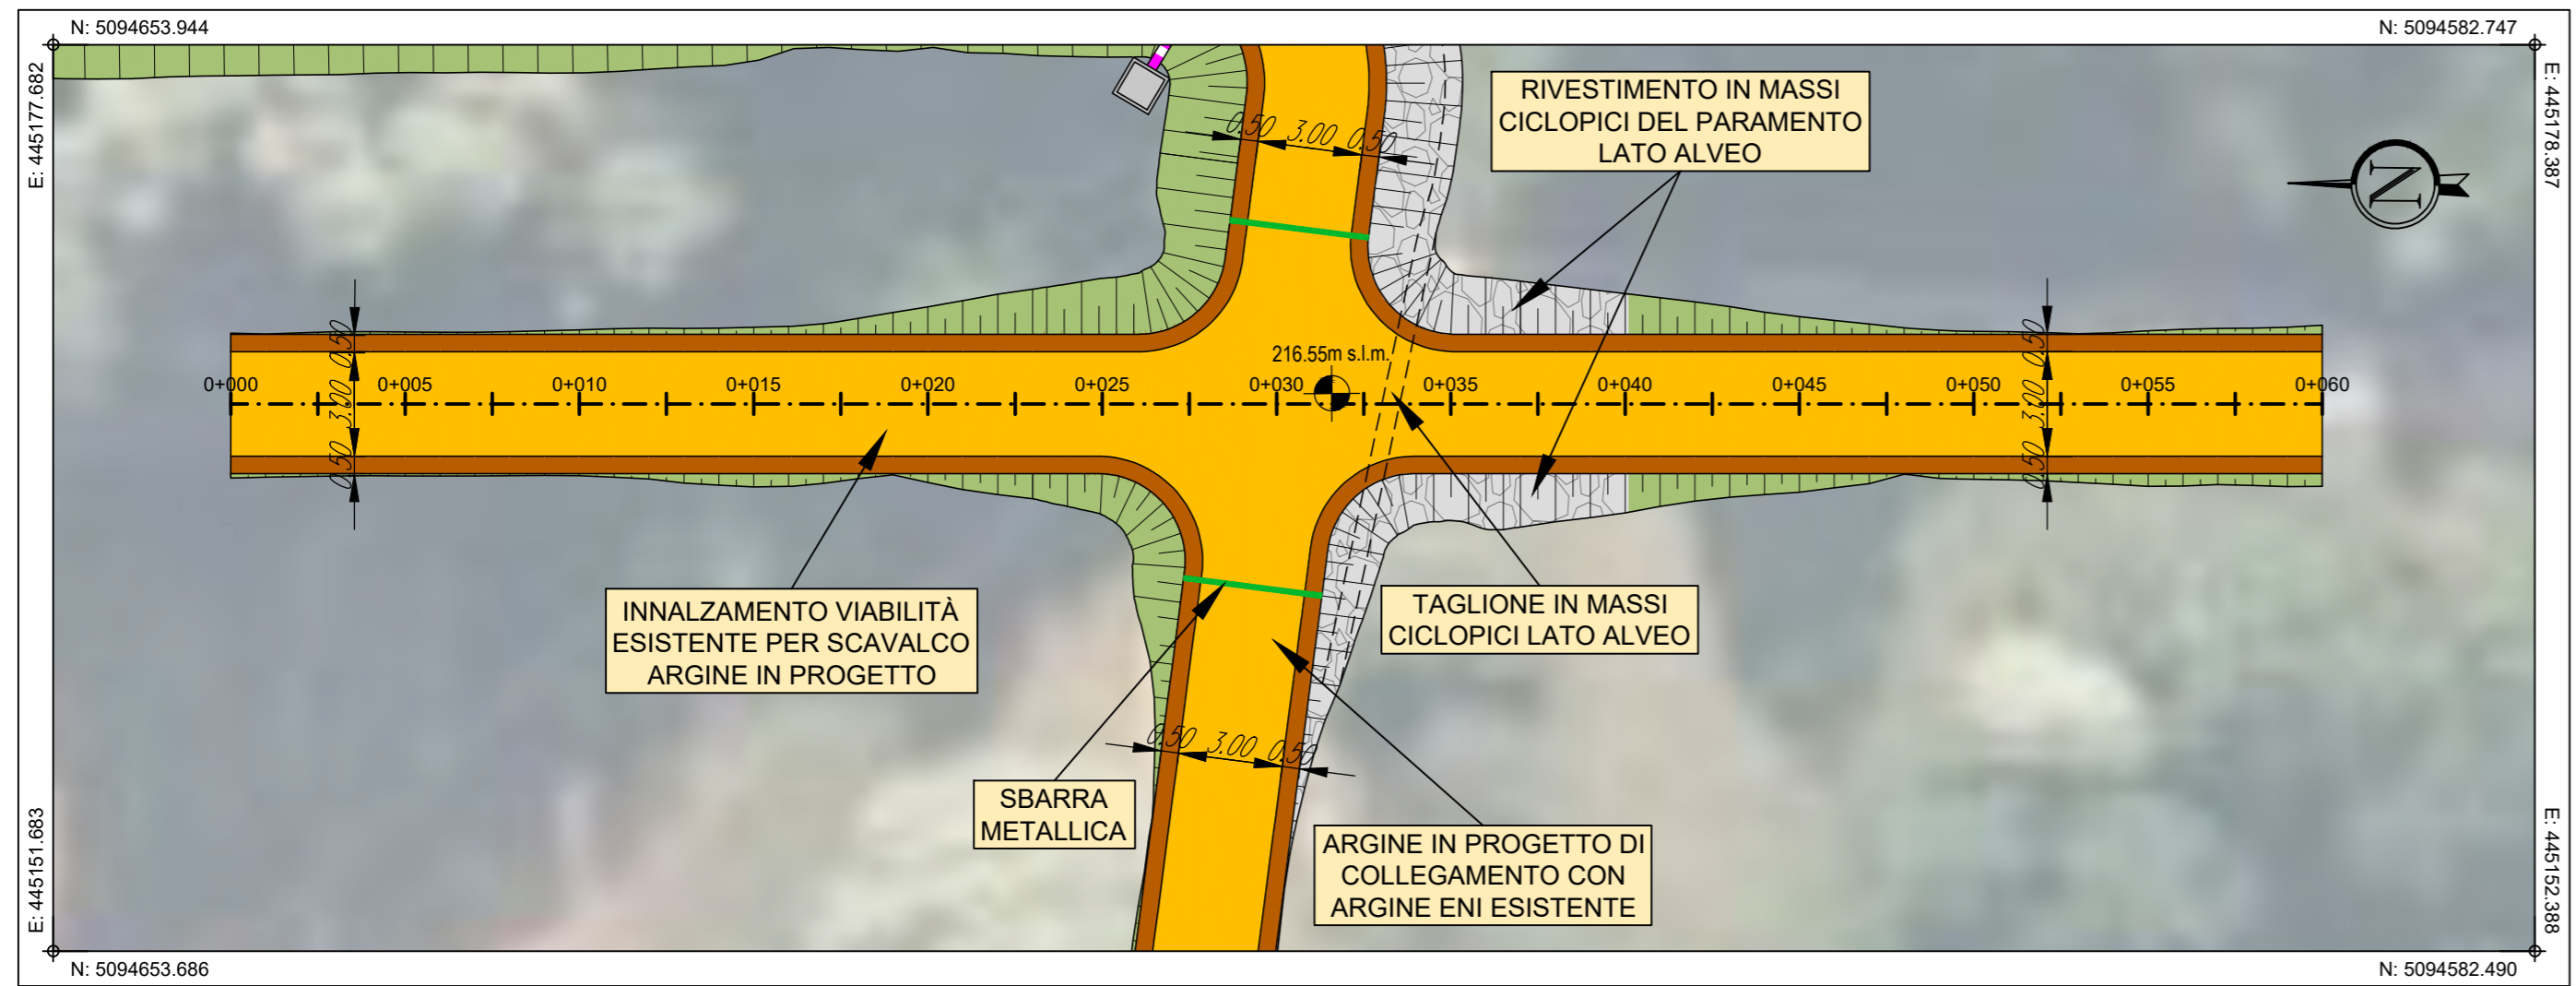 N: 5094653.944
N: 5094582.747
E: 445177.682
E: 445178.387
RIVESTIMENTO IN MASSI
CICLOPICI DEL PARAMENTO
LATO ALVEO
0.50 3.00 0.50
N
216.55m s.l.m.
0+000
0+005
0+010
0+015
0+020
0+025
0+030
0+035
0+040
0+045
0+050
0+055
0+060
0.50 3.00 0.50
0.50 3.00 0.50
INNALZAMENTO VIABILITÀ
ESISTENTE PER SCAVALCO
ARGINE IN PROGETTO
TAGLIONE IN MASSI
CICLOPICI LATO ALVEO
0.50 3.00 0.50
SBARRA
METALLICA
ARGINE IN PROGETTO DI
COLLEGAMENTO CON
ARGINE ENI ESISTENTE
E: 445151.683
E: 445152.388
N: 5094653.686
N: 5094582.490